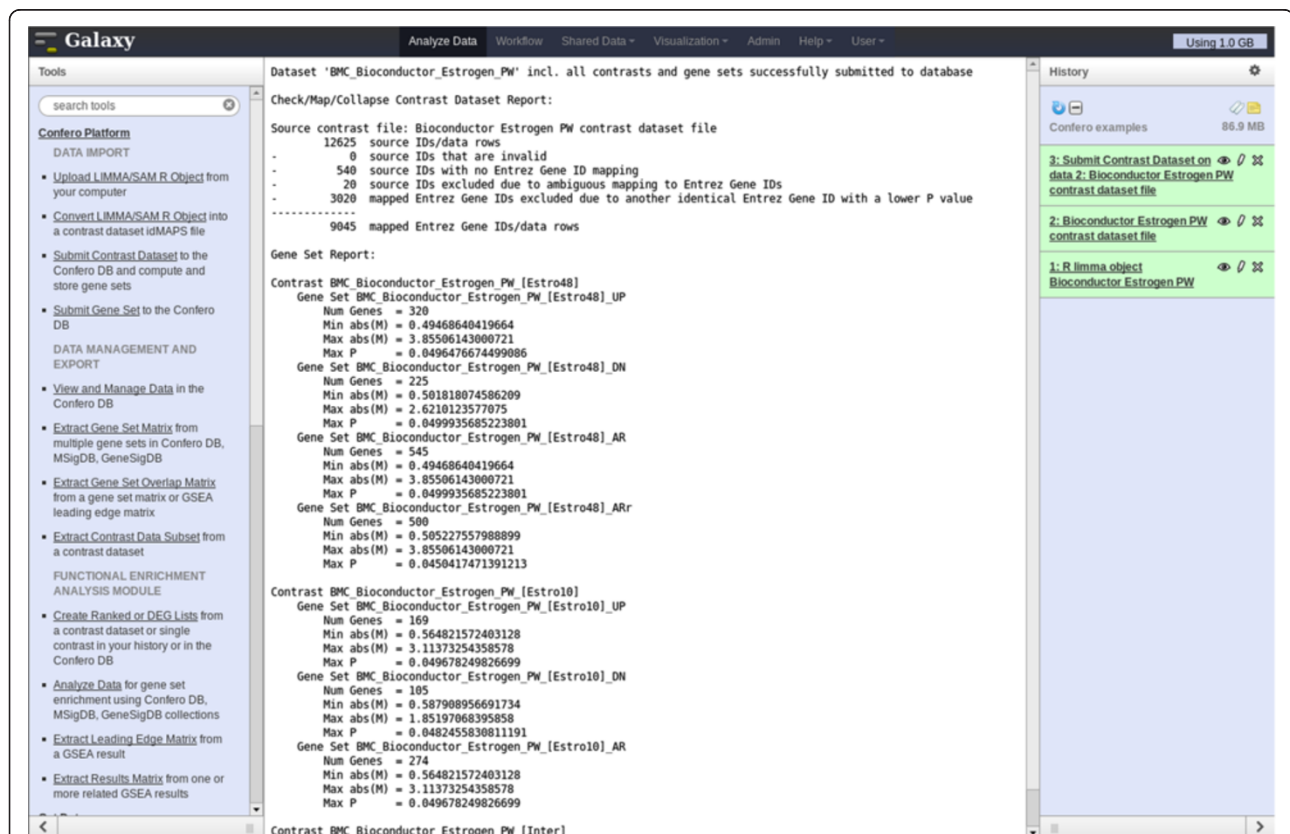 Galaxy
Analyze Data Workflow Shared Data Visualization Admin Help User
Using 1.0 GB
Tools
search tools
Confero Platform
DATA IMPORT
Upload LIMMA/SAM R Object from
your computer
Convert LIMMA/SAM R Object into
a contrast dataset idMAPS file
Submit Contrast Dataset to the
Confero DB and compute and
store gene sets
Submit Gene Set to the Confero
DB
DATA MANAGEMENT AND
EXPORT
View and Manage Data in the
Confero DB
Extract Gene Set Matrix from
multiple gene sets in Confero DB,
MSigDB, GeneSigDB
Extract Gene Set Overlap Matrix
from a gene set matrix or GSEA
leading edge matrix
Extract Contrast Data Subset from
a contrast dataset
FUNCTIONAL ENRICHMENT
ANALYSIS MODULE
Create Ranked or DEG Lists from
a contrast dataset or single
contrast in your history or in the
Confero DB
Analyze Data for gene set
enrichment using Confero DB,
MSigDB, GeneSigDB collections
Extract Leading Edge Matrix from
a GSEA result
Extract Results Matrix from one or
more related GSEA results
Dataset 'BMC_Bioconductor_Estrogen_PW' incl. all contrasts and gene sets successfully submitted to database
Check/Map/Collapse Contrast Dataset Report:
Source contrast file: Bioconductor Estrogen PW contrast dataset file
12625 source IDs/data rows
- 0 source IDs that are invalid
- 540 source IDs with no Entrez Gene ID mapping
- 20 source IDs excluded due to ambiguous mapping to Entrez Gene IDs
- 3020 mapped Entrez Gene IDs excluded due to another identical Entrez Gene ID with a lower P value
-------------
9045 mapped Entrez Gene IDs/data rows
Gene Set Report:
Contrast BMC_Bioconductor_Estrogen_PW_[Estro48]
Gene Set BMC_Bioconductor_Estrogen_PW_[Estro48]_UP
Num Genes = 320
Min abs(M) = 0.49468640419664
Max abs(M) = 3.85506143000721
Max P = 0.0496476674499086
Gene Set BMC_Bioconductor_Estrogen_PW_[Estro48]_DN
Num Genes = 225
Min abs(M) = 0.501818074586209
Max abs(M) = 2.6210123577075
Max P = 0.0499935685223801
Gene Set BMC_Bioconductor_Estrogen_PW_[Estro48]_AR
Num Genes = 545
Min abs(M) = 0.49468640419664
Max abs(M) = 3.85506143000721
Max P = 0.0499935685223801
Gene Set BMC_Bioconductor_Estrogen_PW_[Estro48]_ARr
Num Genes = 500
Min abs(M) = 0.505227557988899
Max abs(M) = 3.85506143000721
Max P = 0.0450417471391213
Contrast BMC_Bioconductor_Estrogen_PW_[Estro10]
Gene Set BMC_Bioconductor_Estrogen_PW_[Estro10]_UP
Num Genes = 169
Min abs(M) = 0.564821572403128
Max abs(M) = 3.11373254358578
Max P = 0.049678249826699
Gene Set BMC_Bioconductor_Estrogen_PW_[Estro10]_DN
Num Genes = 105
Min abs(M) = 0.587908956691734
Max abs(M) = 1.85197068395858
Max P = 0.0482455830811191
Gene Set BMC_Bioconductor_Estrogen_PW_[Estro10]_AR
Num Genes = 274
Min abs(M) = 0.564821572403128
Max abs(M) = 3.11373254358578
Max P = 0.049678249826699
Contrast BMC_Bioconductor_Estrogen_PW_[Inter]
History
Confero examples 86.9 MB
3: Submit Contrast Dataset on
data 2: Bioconductor Estrogen PW
contrast dataset file
2: Bioconductor Estrogen PW
contrast dataset file
1: R limma object
Bioconductor Estrogen PW